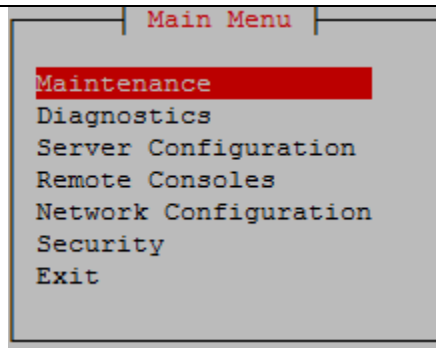 Main Menu
Maintenance
Diagnostics
Server Configuration
Remote Consoles
Network Configuration
Security
Exit